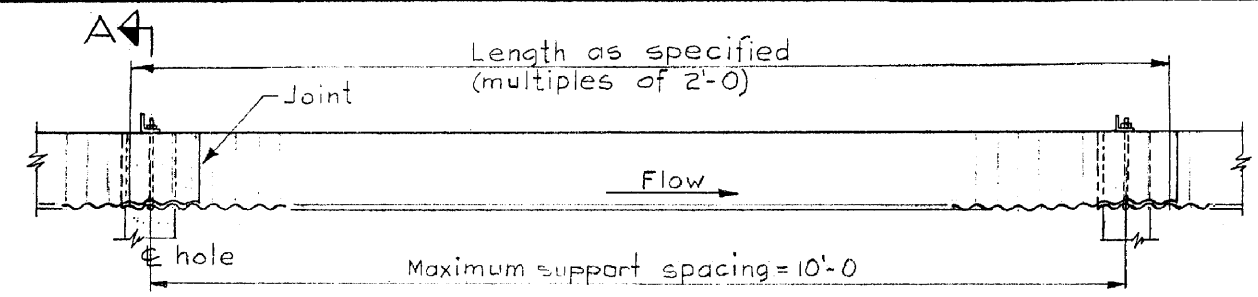 A
Length as specified
(multiples of 2'-0)
Joint
Flow
℄ hole
Maximum support spacing = 10'-0